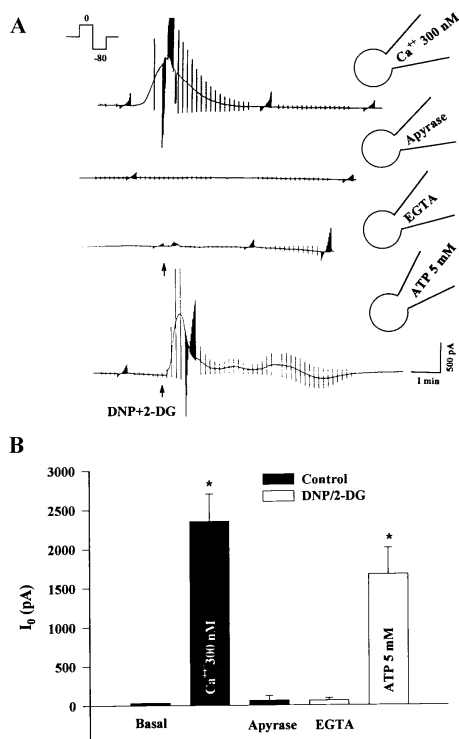 A
0
-80
Ca++ 300 nM
Apyrase
EGTA
ATP 5 mM
500 pA
1 min
DNP+2-DG
B
Control
DNP/2-DG
I0 (pA)
3000
2500
2000
1500
1000
500
0
*
*
Ca++ 300 nM
ATP 5 mM
Basal
Apyrase
EGTA